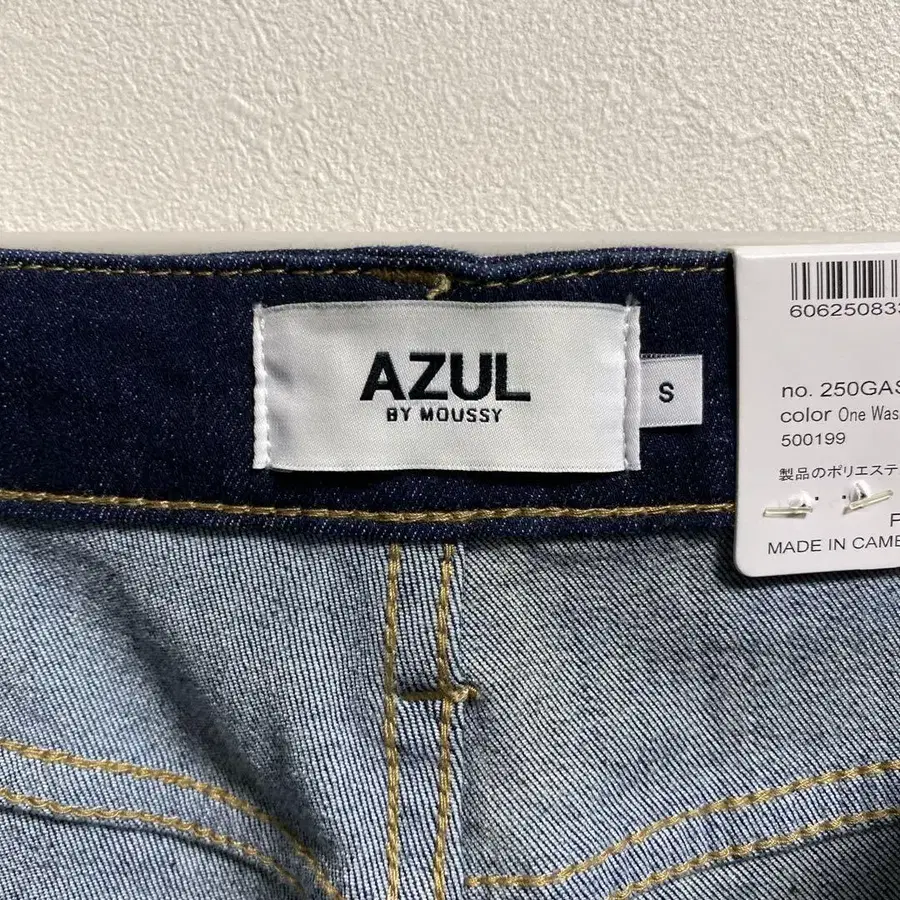 AZUL
BY MOUSSY
S
606250833
no. 250GAS
color One Was
500199
製品のポリエステ
MADE IN CAMB